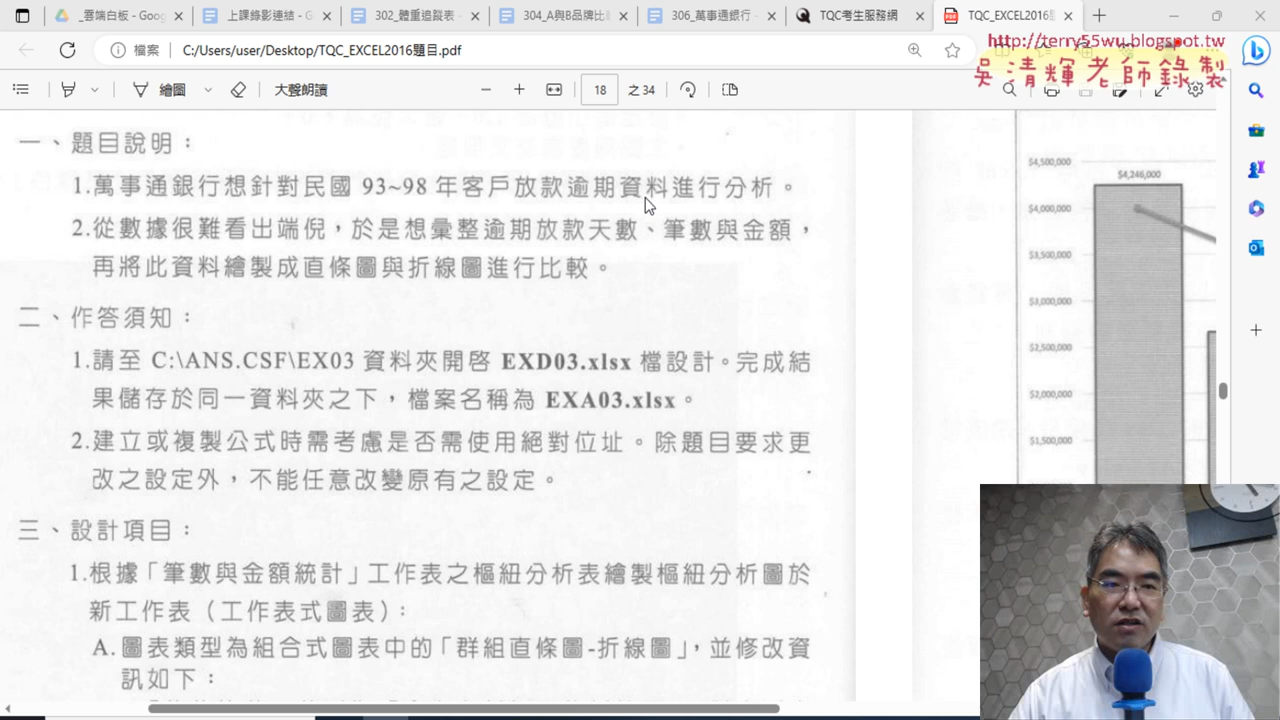 _雲端白板 - Goog
上課錄影連結 - G
302_體重追蹤表 -
304_A與B品牌比
306_萬事通銀行 -
TQC考生服務網
TQC_EXCEL2016題
檔案
C:/Users/user/Desktop/TQC_EXCEL2016題目.pdf
http://terry55wu.blogspot.tw
吳清輝老師錄製
繪圖
大聲朗讀
18
之 34
一、題目說明：
1.萬事通銀行想針對民國 93~98 年客戶放款逾期資料進行分析。
2.從數據很難看出端倪，於是想彙整逾期放款天數、筆數與金額，
再將此資料繪製成直條圖與折線圖進行比較。
二、作答須知：
1.請至 C:\ANS.CSF\EX03 資料夾開啟 EXD03.xlsx 檔設計。完成結
果儲存於同一資料夾之下，檔案名稱為 EXA03.xlsx。
2.建立或複製公式時需考慮是否需使用絕對位址。除題目要求更
改之設定外，不能任意改變原有之設定。
三、設計項目：
1.根據「筆數與金額統計」工作表之樞紐分析表繪製樞紐分析圖於
新工作表（工作表式圖表）：
A. 圖表類型為組合式圖表中的「群組直條圖-折線圖」，並修改資
訊如下：
$4,500,000
$4,246,000
$4,000,000
$3,500,000
$3,000,000
$2,500,000
$2,000,000
$1,500,000